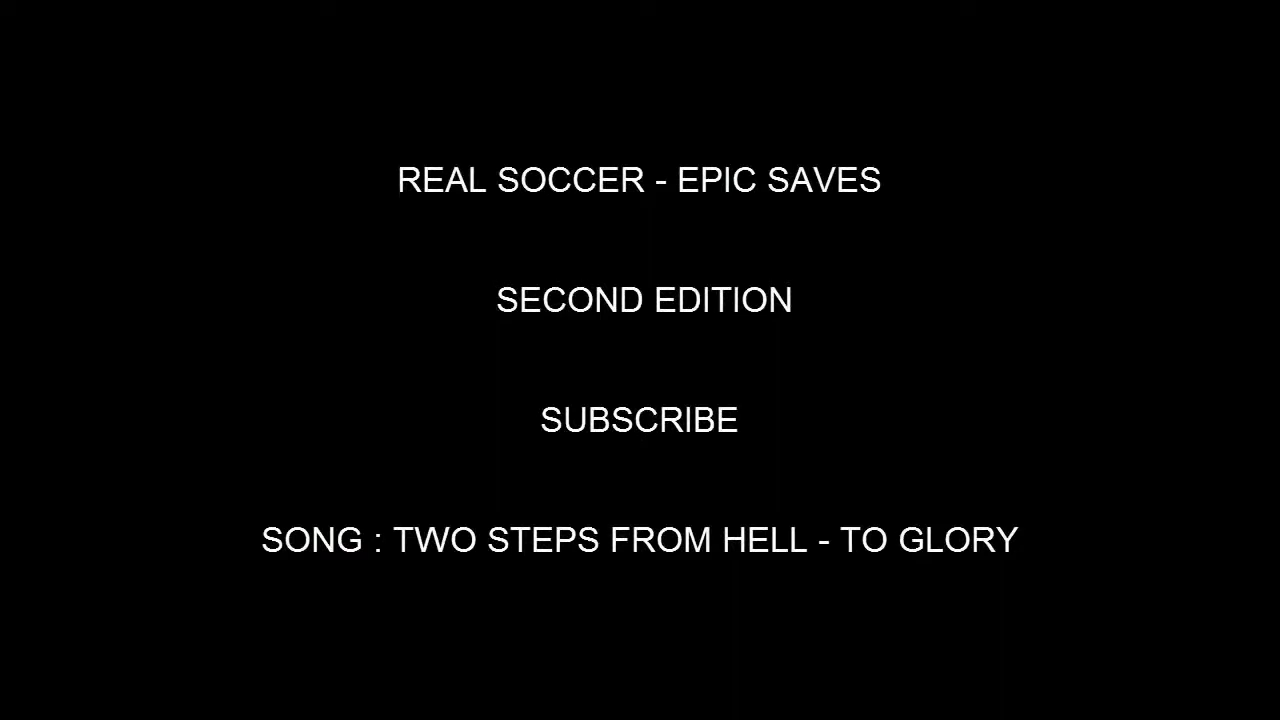 REAL SOCCER - EPIC SAVES
SECOND EDITION
SUBSCRIBE
SONG : TWO STEPS FROM HELL - TO GLORY